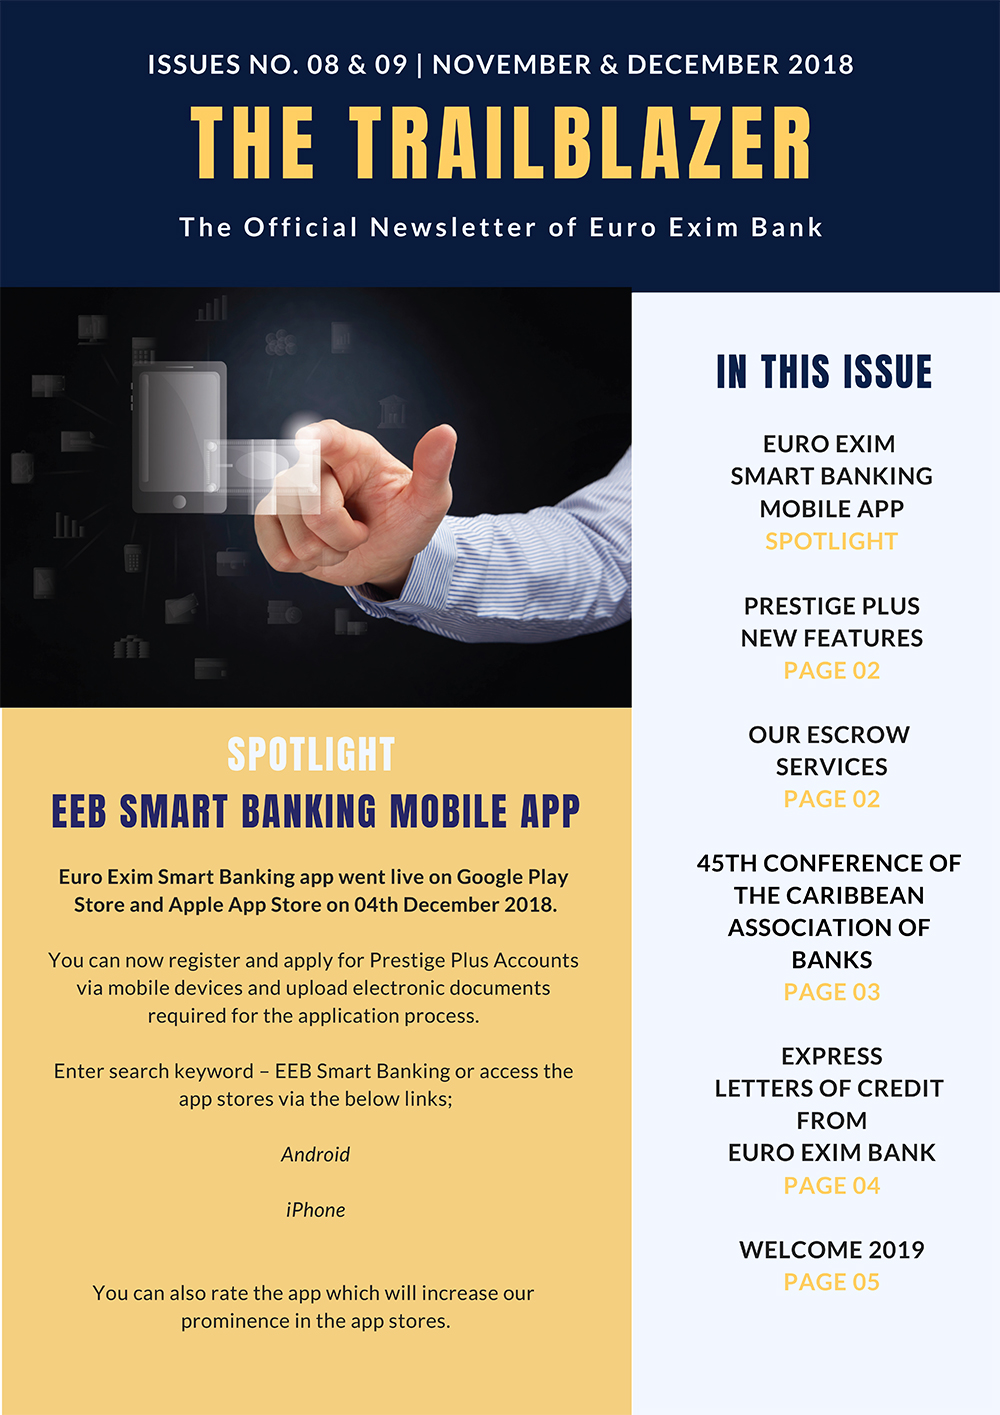 ISSUES NO. 08 & 09 | NOVEMBER & DECEMBER 2018
THE TRAILBLAZER
The Official Newsletter of Euro Exim Bank
SPOTLIGHT
EEB SMART BANKING MOBILE APP
Euro Exim Smart Banking app went live on Google Play
Store and Apple App Store on 04th December 2018.
You can now register and apply for Prestige Plus Accounts
via mobile devices and upload electronic documents
required for the application process.
Enter search keyword – EEB Smart Banking or access the
app stores via the below links;
Android
iPhone
You can also rate the app which will increase our
prominence in the app stores.
IN THIS ISSUE
EURO EXIM
SMART BANKING
MOBILE APP
SPOTLIGHT
PRESTIGE PLUS
NEW FEATURES
PAGE 02
OUR ESCROW
SERVICES
PAGE 02
45TH CONFERENCE OF
THE CARIBBEAN
ASSOCIATION OF
BANKS
PAGE 03
EXPRESS
LETTERS OF CREDIT
FROM
EURO EXIM BANK
PAGE 04
WELCOME 2019
PAGE 05